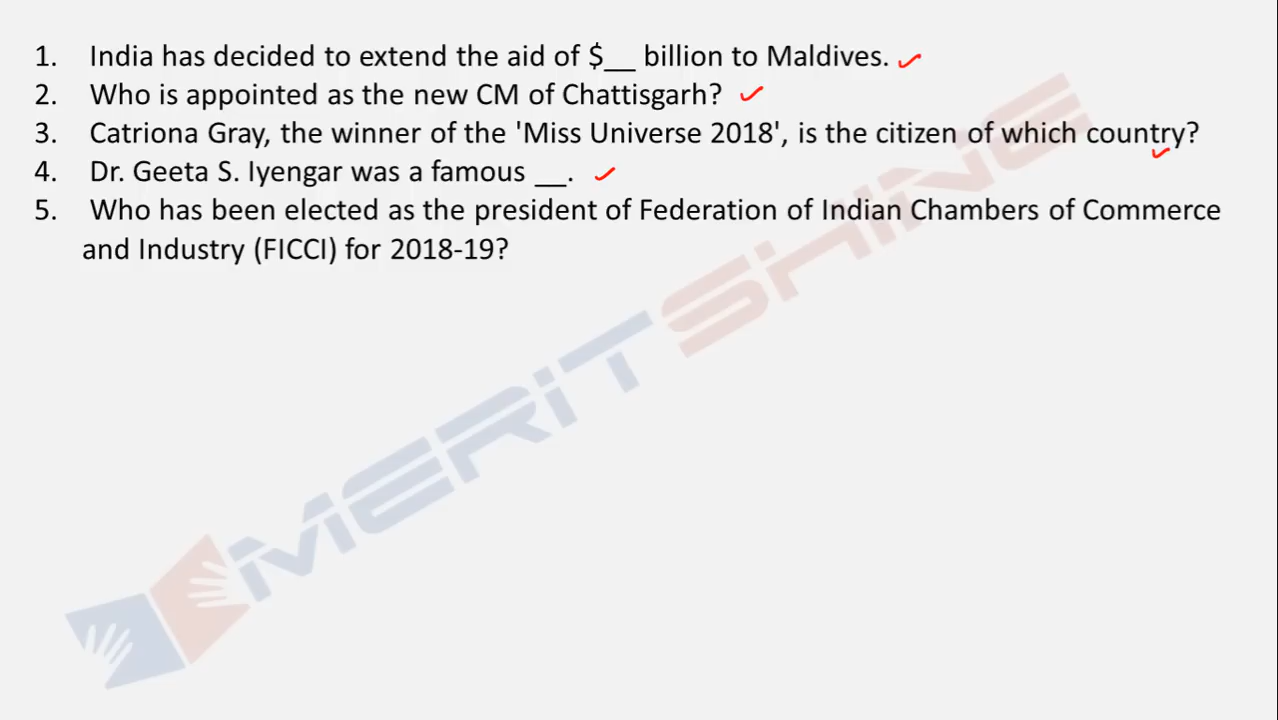 1. India has decided to extend the aid of $__ billion to Maldives.
2. Who is appointed as the new CM of Chattisgarh?
3. Catriona Gray, the winner of the 'Miss Universe 2018', is the citizen of which country?
4. Dr. Geeta S. Iyengar was a famous __.
5. Who has been elected as the president of Federation of Indian Chambers of Commerce
and Industry (FICCI) for 2018-19?
MERiTSHINE